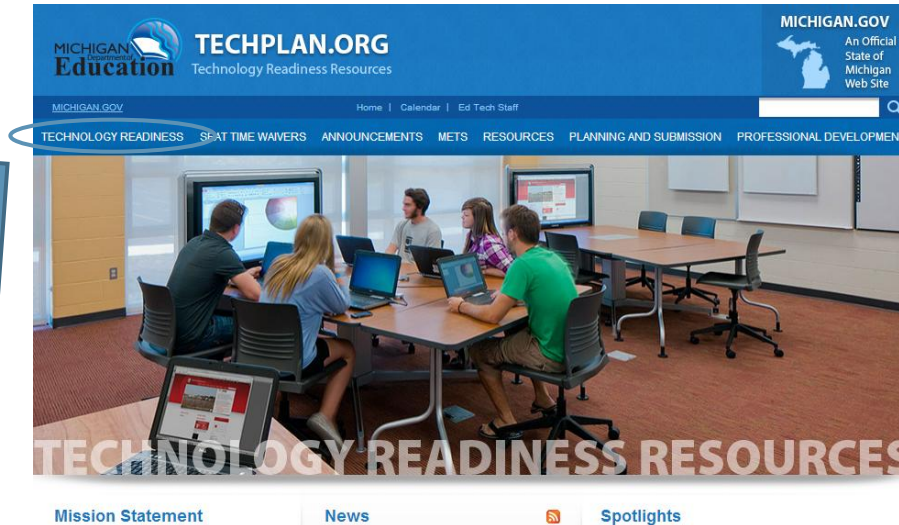 MICHIGAN
Department of
Education
TECHPLAN.ORG
Technology Readiness Resources
MICHIGAN.GOV
An Official
State of
Michigan
Web Site
MICHIGAN.GOV
Home | Calendar | Ed Tech Staff
TECHNOLOGY READINESS SEAT TIME WAIVERS ANNOUNCEMENTS METS RESOURCES PLANNING AND SUBMISSION PROFESSIONAL DEVELOPMEN
TECHNOLOGY READINESS RESOURCES
Mission Statement
News
Spotlights